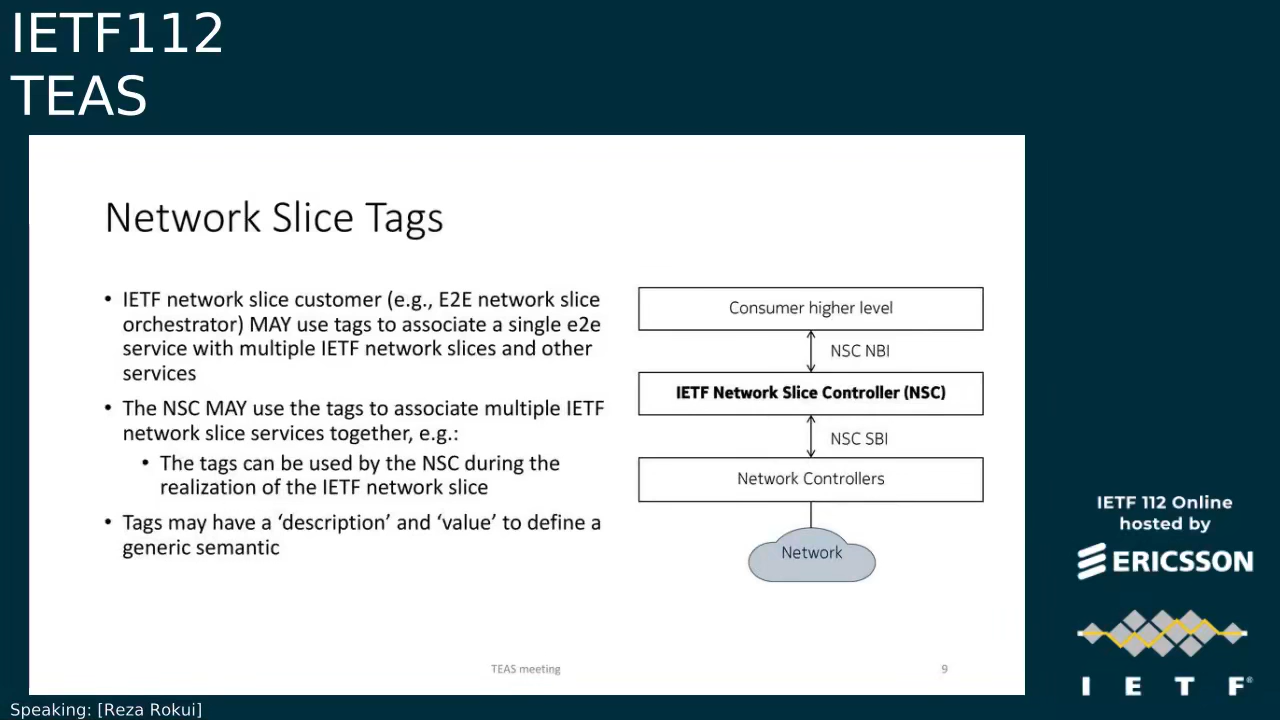 IETF112
TEAS
Network Slice Tags
• IETF network slice customer (e.g., E2E network slice
orchestrator) MAY use tags to associate a single e2e
service with multiple IETF network slices and other
services
• The NSC MAY use the tags to associate multiple IETF
network slice services together, e.g.:
• The tags can be used by the NSC during the
realization of the IETF network slice
• Tags may have a ‘description’ and ‘value’ to define a
generic semantic
Consumer higher level
NSC NBI
IETF Network Slice Controller (NSC)
NSC SBI
Network Controllers
Network
TEAS meeting
9
IETF 112 Online
hosted by
ERICSSON
I E T F®
Speaking: [Reza Rokui]